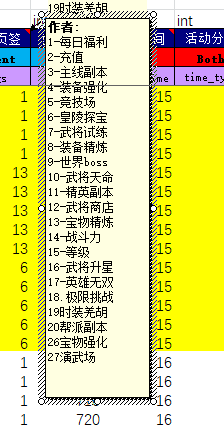 19时装羌胡
int
作者:
1-每日福利
2-充值
3-主线副本
4-装备强化
5-竞技场
6-皇陵探宝
7-武将试练
8-装备精炼
9-世界boss
10-武将天命
11-精英副本
12-武将商店
13-宝物精炼
14-战斗力
15-等级
16-武将升星
17-英雄无双
18.极限挑战
19时装羌胡
20帮派副本
26宝物强化
27演武场
页签
间
活动分
Both
me
time_ty
1 15
1 15
1 15
13 15
13 15
13 15
13 15
13 15
13 15
6 15
6 15
6 15
6 15
6 15
6 15
1 16
1 16
1 16
1 720 16